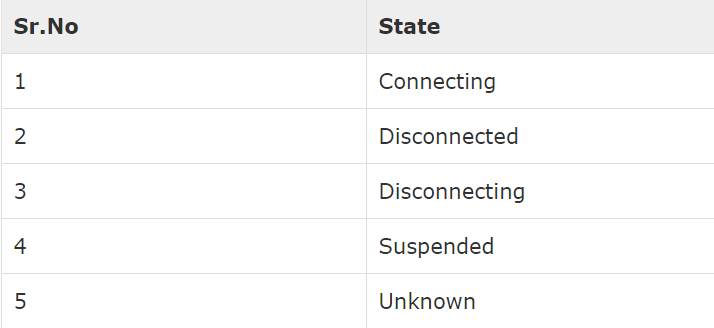 Sr.No State
1 Connecting
2 Disconnected
3 Disconnecting
4 Suspended
5 Unknown